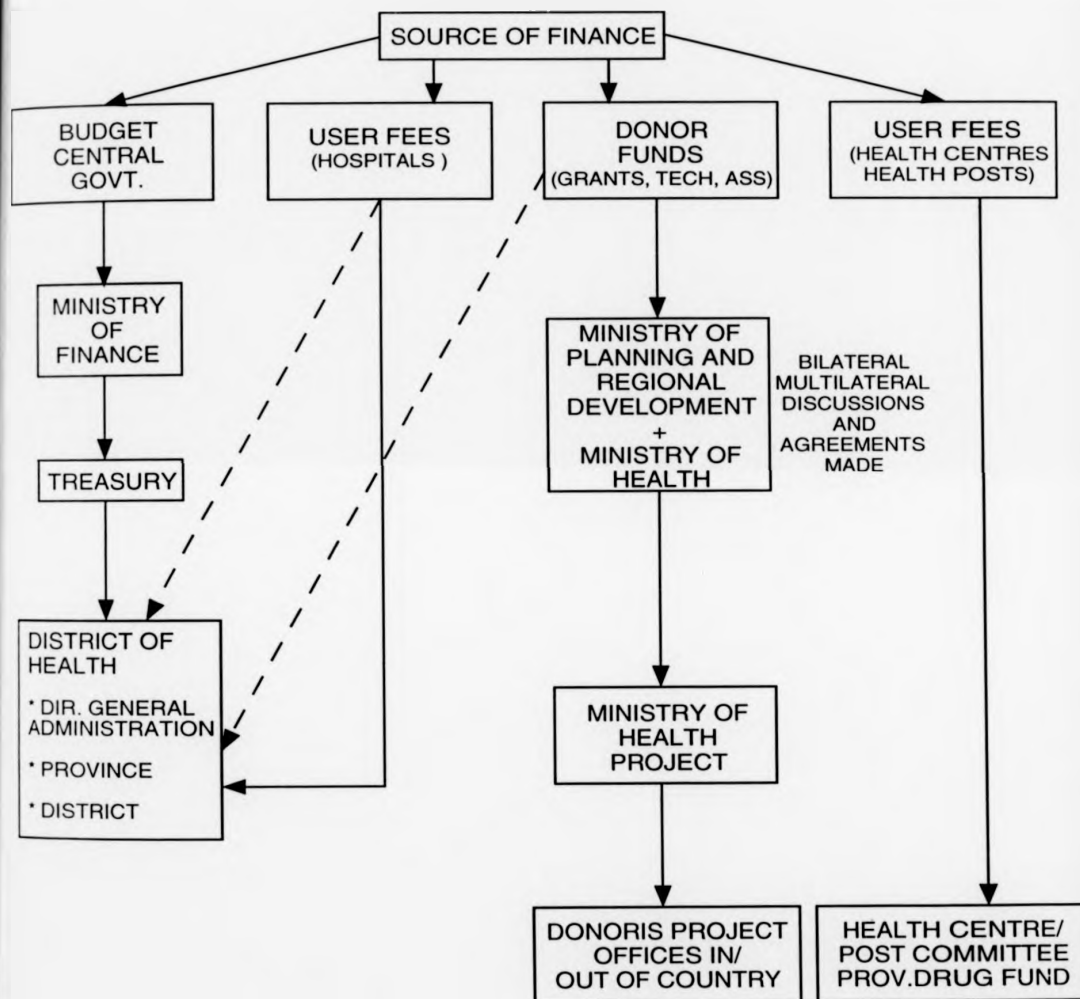 SOURCE OF FINANCE
BUDGET
CENTRAL
GOVT.
USER FEES
(HOSPITALS )
DONOR
FUNDS
(GRANTS, TECH, ASS)
USER FEES
(HEALTH CENTRES
HEALTH POSTS)
MINISTRY
OF
FINANCE
TREASURY
DISTRICT OF
HEALTH
* DIR. GENERAL
ADMINISTRATION
* PROVINCE
* DISTRICT
MINISTRY OF
PLANNING AND
REGIONAL
DEVELOPMENT
+
MINISTRY OF
HEALTH
BILATERAL
MULTILATERAL
DISCUSSIONS
AND
AGREEMENTS
MADE
MINISTRY OF
HEALTH
PROJECT
DONORIS PROJECT
OFFICES IN/
OUT OF COUNTRY
HEALTH CENTRE/
POST COMMITTEE
PROV.DRUG FUND